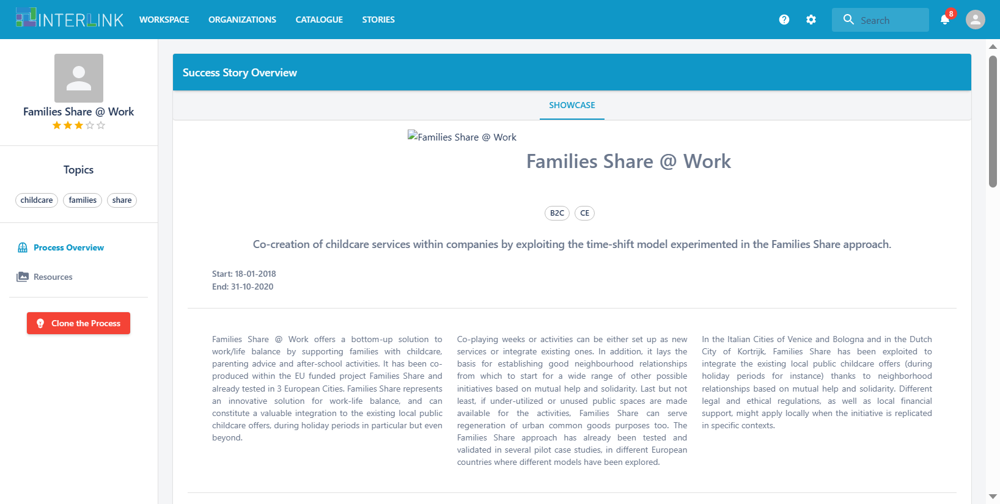 INTERLINK WORKSPACE ORGANIZATIONS CATALOGUE STORIES Search 8
Families Share @ Work
Topics
childcare families share
Process Overview
Resources
Clone the Process
Success Story Overview
SHOWCASE
Families Share @ Work
Families Share @ Work
B2C CE
Co-creation of childcare services within companies by exploiting the time-shift model experimented in the Families Share approach.
Start: 18-01-2018
End: 31-10-2020
Families Share @ Work offers a bottom-up solution to
work/life balance by supporting families with childcare,
parenting advice and after-school activities. It has been co-
produced within the EU funded project Families Share and
already tested in 3 European Cities. Families Share represents
an innovative solution for work-life balance, and can
constitute a valuable integration to the existing local public
childcare offers, during holiday periods in particular but even
beyond.
Co-playing weeks or activities can be either set up as new
services or integrate existing ones. In addition, it lays the
basis for establishing good neighbourhood relationships
from which to start for a wide range of other possible
initiatives based on mutual help and solidarity. Last but not
least, if under-utilized or unused public spaces are made
available for the activities, Families Share can serve
regeneration of urban common goods purposes too. The
Families Share approach has already been tested and
validated in several pilot case studies, in different European
countries where different models have been explored.
In the Italian Cities of Venice and Bologna and in the Dutch
City of Kortrijk, Families Share has been exploited to
integrate the existing local public childcare offers (during
holiday periods for instance) thanks to neighborhood
relationships based on mutual help and solidarity. Different
legal and ethical regulations, as well as local financial
support, might apply locally when the initiative is replicated
in specific contexts.